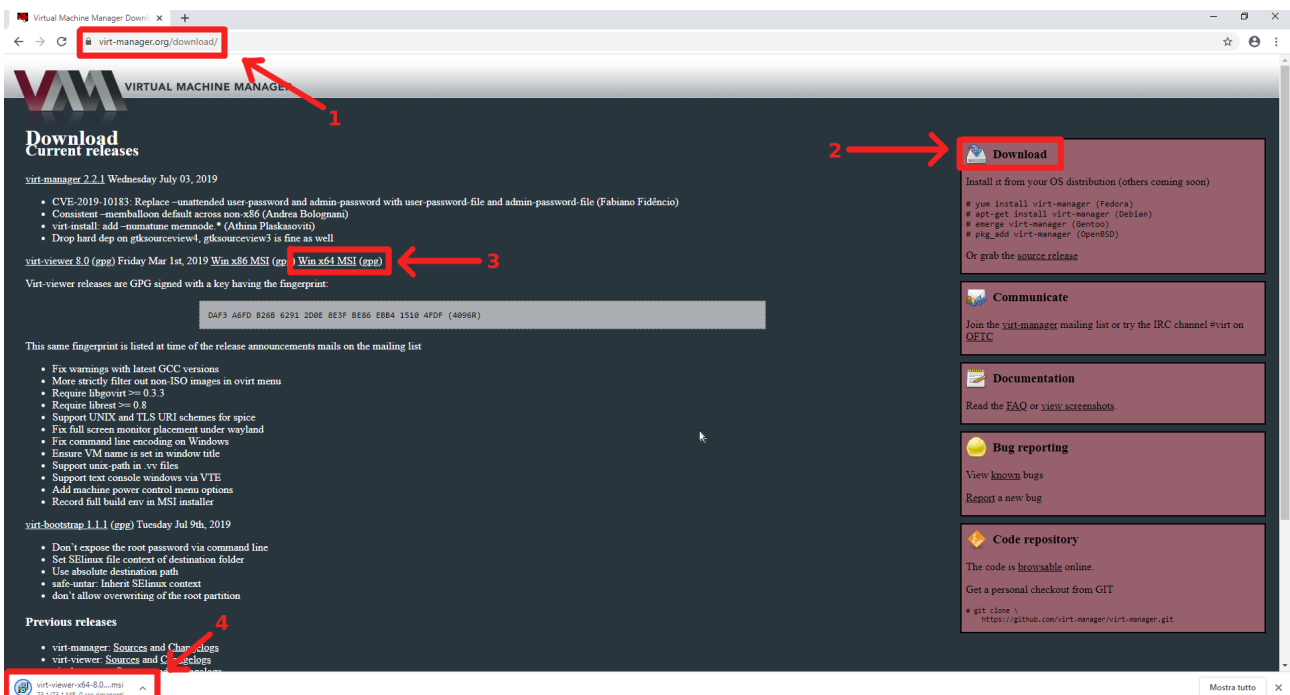 Virtual Machine Manager Downl
virt-manager.org/download/
VIRTUAL MACHINE MANAGER
1
Download
Current releases
virt-manager 2.2.1 Wednesday July 03, 2019
• CVE-2019-10183: Replace –unattended user-password and admin-password with user-password-file and admin-password-file (Fabiano Fidêncio)
• Consistent –memballoon default across non-x86 (Andrea Bolognani)
• virt-install: add –numatune memnode.* (Athina Plaskasoviti)
• Drop hard dep on gtksourceview4, gtksourceview3 is fine as well
virt-viewer 8.0 (gpg) Friday Mar 1st, 2019 Win x86 MSI (gpg) Win x64 MSI (gpg)
3
Virt-viewer releases are GPG signed with a key having the fingerprint:
DAF3 A6FD B26B 6291 2D0E 8E3F BE86 EBB4 1510 4FDF (4096R)
This same fingerprint is listed at time of the release announcements mails on the mailing list
• Fix warnings with latest GCC versions
• More strictly filter out non-ISO images in ovirt menu
• Require libgovirt >= 0.3.3
• Require librest >= 0.8
• Support UNIX and TLS URI schemes for spice
• Fix full screen monitor placement under wayland
• Fix command line encoding on Windows
• Ensure VM name is set in window title
• Support unix-path in .vv files
• Support text console windows via VTE
• Add machine power control menu options
• Record full build env in MSI installer
virt-bootstrap 1.1.1 (gpg) Tuesday Jul 9th, 2019
• Don't expose the root password via command line
• Set SElinux file context of destination folder
• Use absolute destination path
• safe-untar: Inherit SElinux context
• don't allow overwriting of the root partition
Previous releases
4
• virt-manager: Sources and Changelogs
• virt-viewer: Sources and Changelogs
2
Download
Install it from your OS distribution (others coming soon)
# yum install virt-manager (Fedora)
# apt-get install virt-manager (Debian)
# emerge virt-manager (Gentoo)
# pkg_add virt-manager (OpenBSD)
Or grab the source release
Communicate
Join the virt-manager mailing list or try the IRC channel #virt on
OFTC
Documentation
Read the FAQ or view screenshots.
Bug reporting
View known bugs
Report a new bug
Code repository
The code is browsable online.
Get a personal checkout from GIT
# git clone \
https://github.com/virt-manager/virt-manager.git
virt-viewer-x64-8.0....msi
Mostra tutto